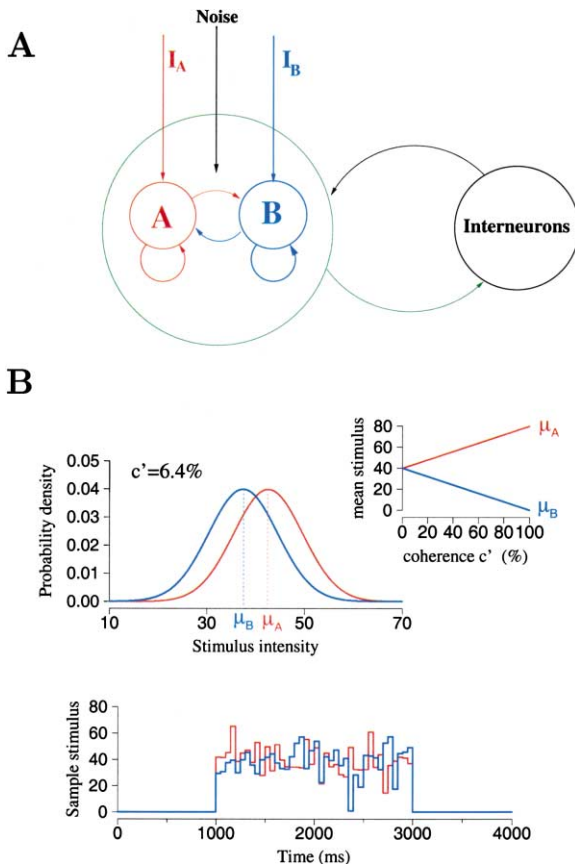 A
Noise
I_A
I_B
A
B
Interneurons
B
c'=6.4%
Probability density
0.05
0.04
0.03
0.02
0.01
0.00
10
30
50
70
μ_B
μ_A
Stimulus intensity
mean stimulus
80
60
40
20
0
0 20 40 60 80 100
coherence c' (%)
μ_A
μ_B
Sample stimulus
80
60
40
20
0
0
1000
2000
3000
4000
Time (ms)